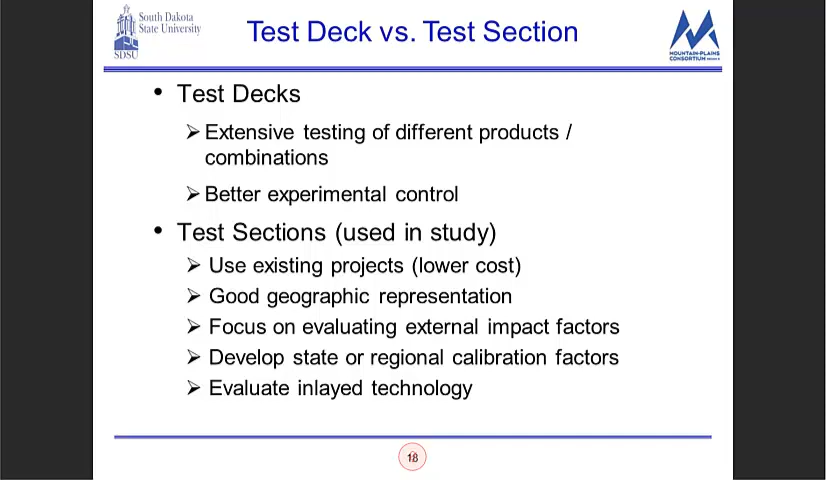 South Dakota
State University
SDSU
Test Deck vs. Test Section
MOUNTAIN-PLAINS
CONSORTIUM
• Test Decks
➢ Extensive testing of different products /
combinations
➢ Better experimental control
• Test Sections (used in study)
➢ Use existing projects (lower cost)
➢ Good geographic representation
➢ Focus on evaluating external impact factors
➢ Develop state or regional calibration factors
➢ Evaluate inlayed technology